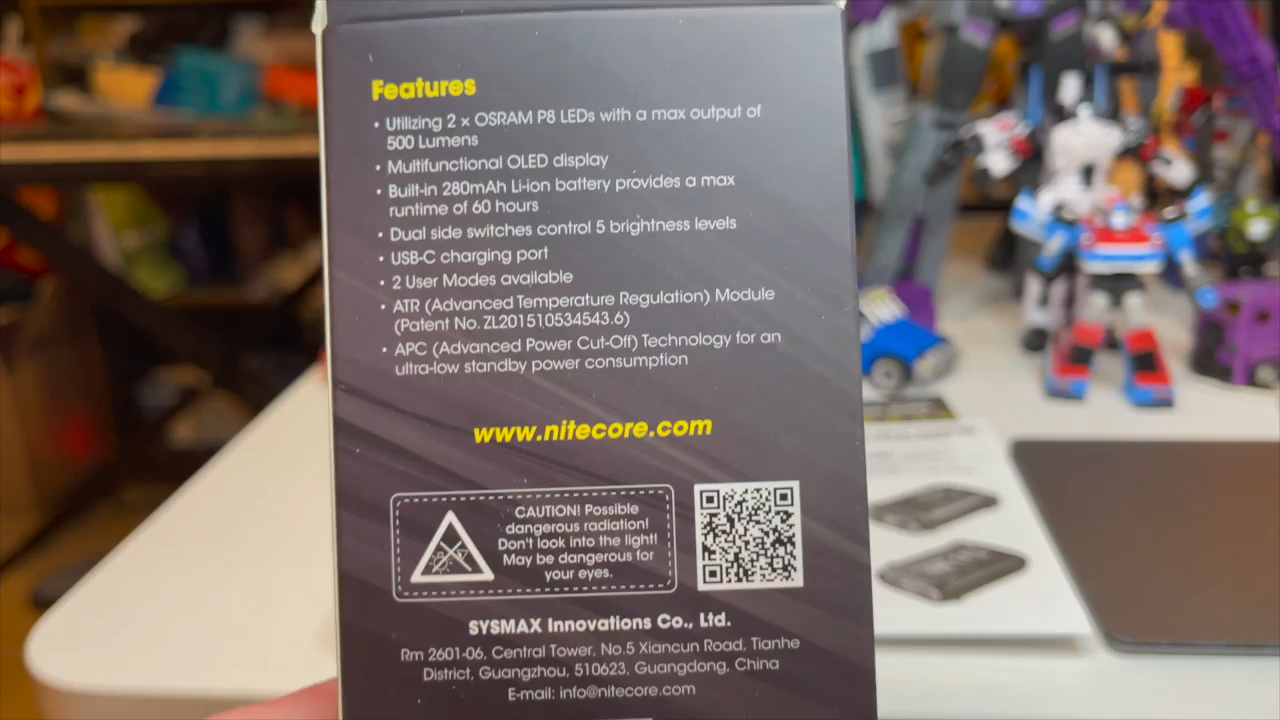 Features
• Utilizing 2 × OSRAM P8 LEDs with a max output of
500 Lumens
• Multifunctional OLED display
• Built-in 280mAh Li-ion battery provides a max
runtime of 60 hours
• Dual side switches control 5 brightness levels
• USB-C charging port
• 2 User Modes available
• ATR (Advanced Temperature Regulation) Module
(Patent No. ZL201510534543.6)
• APC (Advanced Power Cut-Off) Technology for an
ultra-low standby power consumption
www.nitecore.com
CAUTION! Possible
dangerous radiation!
Don't look into the light!
May be dangerous for
your eyes.
SYSMAX Innovations Co., Ltd.
Rm 2601-06, Central Tower, No.5 Xiancun Road, Tianhe
District, Guangzhou, 510623, Guangdong, China
E-mail: info@nitecore.com